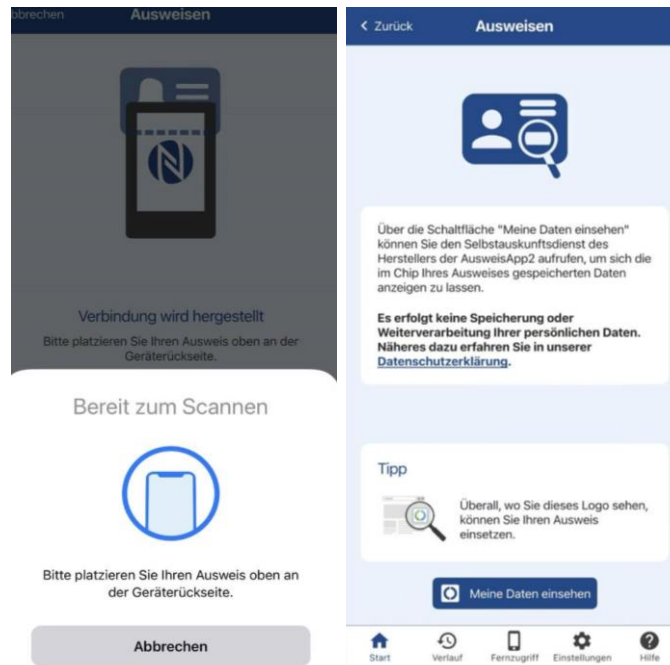 Abbrechen
Ausweisen
Verbindung wird hergestellt
Bitte platzieren Sie Ihren Ausweis oben an der
Geräterückseite.
Bereit zum Scannen
Bitte platzieren Sie Ihren Ausweis oben an
der Geräterückseite.
Abbrechen
Zurück
Ausweisen
Über die Schaltfläche "Meine Daten einsehen"
können Sie den Selbstauskunftsdienst des
Herstellers der AusweisApp2 aufrufen, um sich die
im Chip Ihres Ausweises gespeicherten Daten
anzeigen zu lassen.
Es erfolgt keine Speicherung oder
Weiterverarbeitung Ihrer persönlichen Daten.
Näheres dazu erfahren Sie in unserer
Datenschutzerklärung.
Tipp
Überall, wo Sie dieses Logo sehen,
können Sie Ihren Ausweis
einsetzen.
Meine Daten einsehen
Start
Verlauf
Fernzugriff
Einstellungen
Hilfe